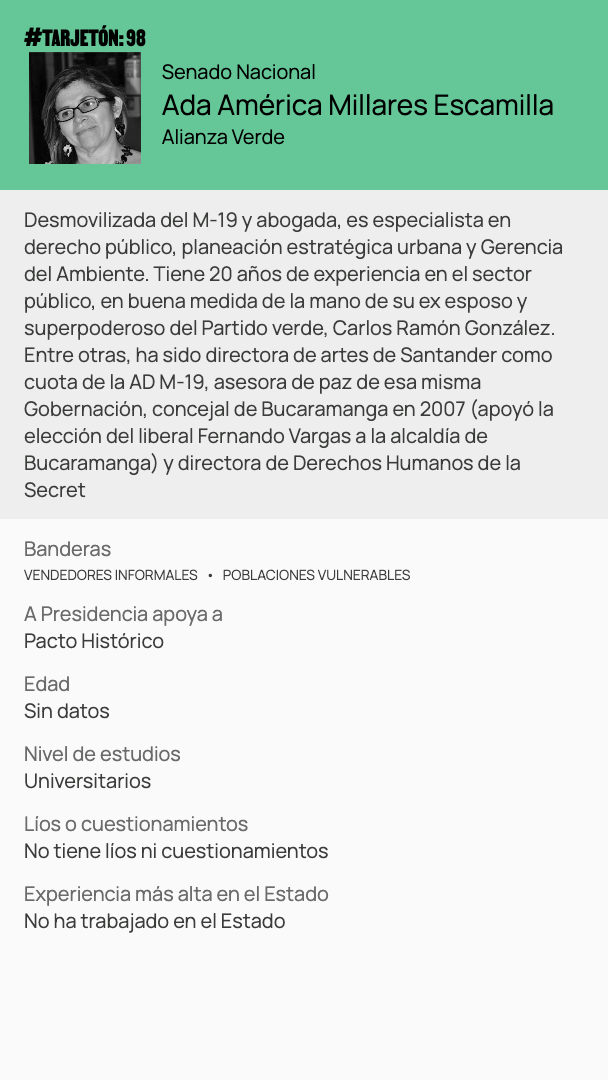 #TARJETÓN: 98
Senado Nacional
Ada América Millares Escamilla
Alianza Verde
Desmovilizada del M-19 y abogada, es especialista en
derecho público, planeación estratégica urbana y Gerencia
del Ambiente. Tiene 20 años de experiencia en el sector
público, en buena medida de la mano de su ex esposo y
superpoderoso del Partido verde, Carlos Ramón González.
Entre otras, ha sido directora de artes de Santander como
cuota de la AD M-19, asesora de paz de esa misma
Gobernación, concejal de Bucaramanga en 2007 (apoyó la
elección del liberal Fernando Vargas a la alcaldía de
Bucaramanga) y directora de Derechos Humanos de la
Secret
Banderas
VENDEDORES INFORMALES • POBLACIONES VULNERABLES
A Presidencia apoya a
Pacto Histórico
Edad
Sin datos
Nivel de estudios
Universitarios
Líos o cuestionamientos
No tiene líos ni cuestionamientos
Experiencia más alta en el Estado
No ha trabajado en el Estado